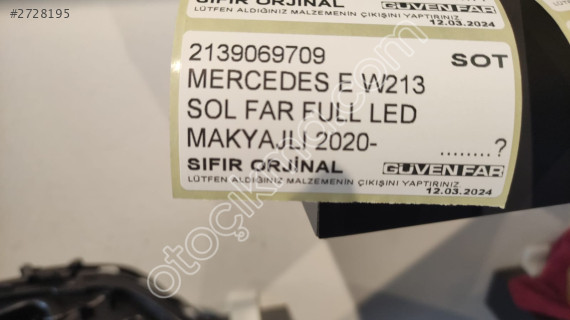 #2728195
SIFIR ORJİNAL GÜVEN FAR
LÜTFEN ALDIĞINIZ MALZEMENİN ÇIKIŞINI YAPTIRINIZ
12.03.2024
2139069709 SOT
MERCEDES E W213
SOL FAR FULL LED
MAKYAJLI 2020- ........?
SIFIR ORJİNAL GÜVEN FAR
LÜTFEN ALDIĞINIZ MALZEMENİN ÇIKIŞINI YAPTIRINIZ
12.03.2024
otoçıkma.com